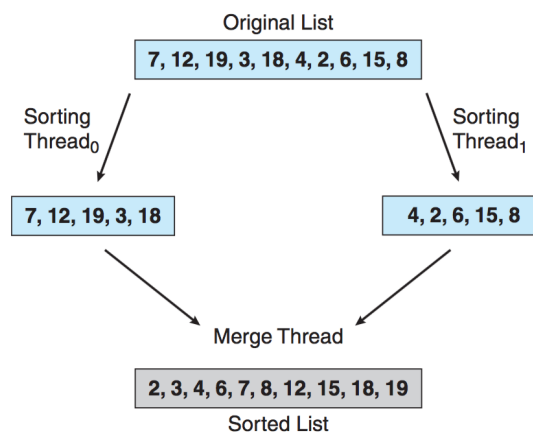 Original List
7, 12, 19, 3, 18, 4, 2, 6, 15, 8
Sorting
Thread0
Sorting
Thread1
7, 12, 19, 3, 18
4, 2, 6, 15, 8
Merge Thread
2, 3, 4, 6, 7, 8, 12, 15, 18, 19
Sorted List